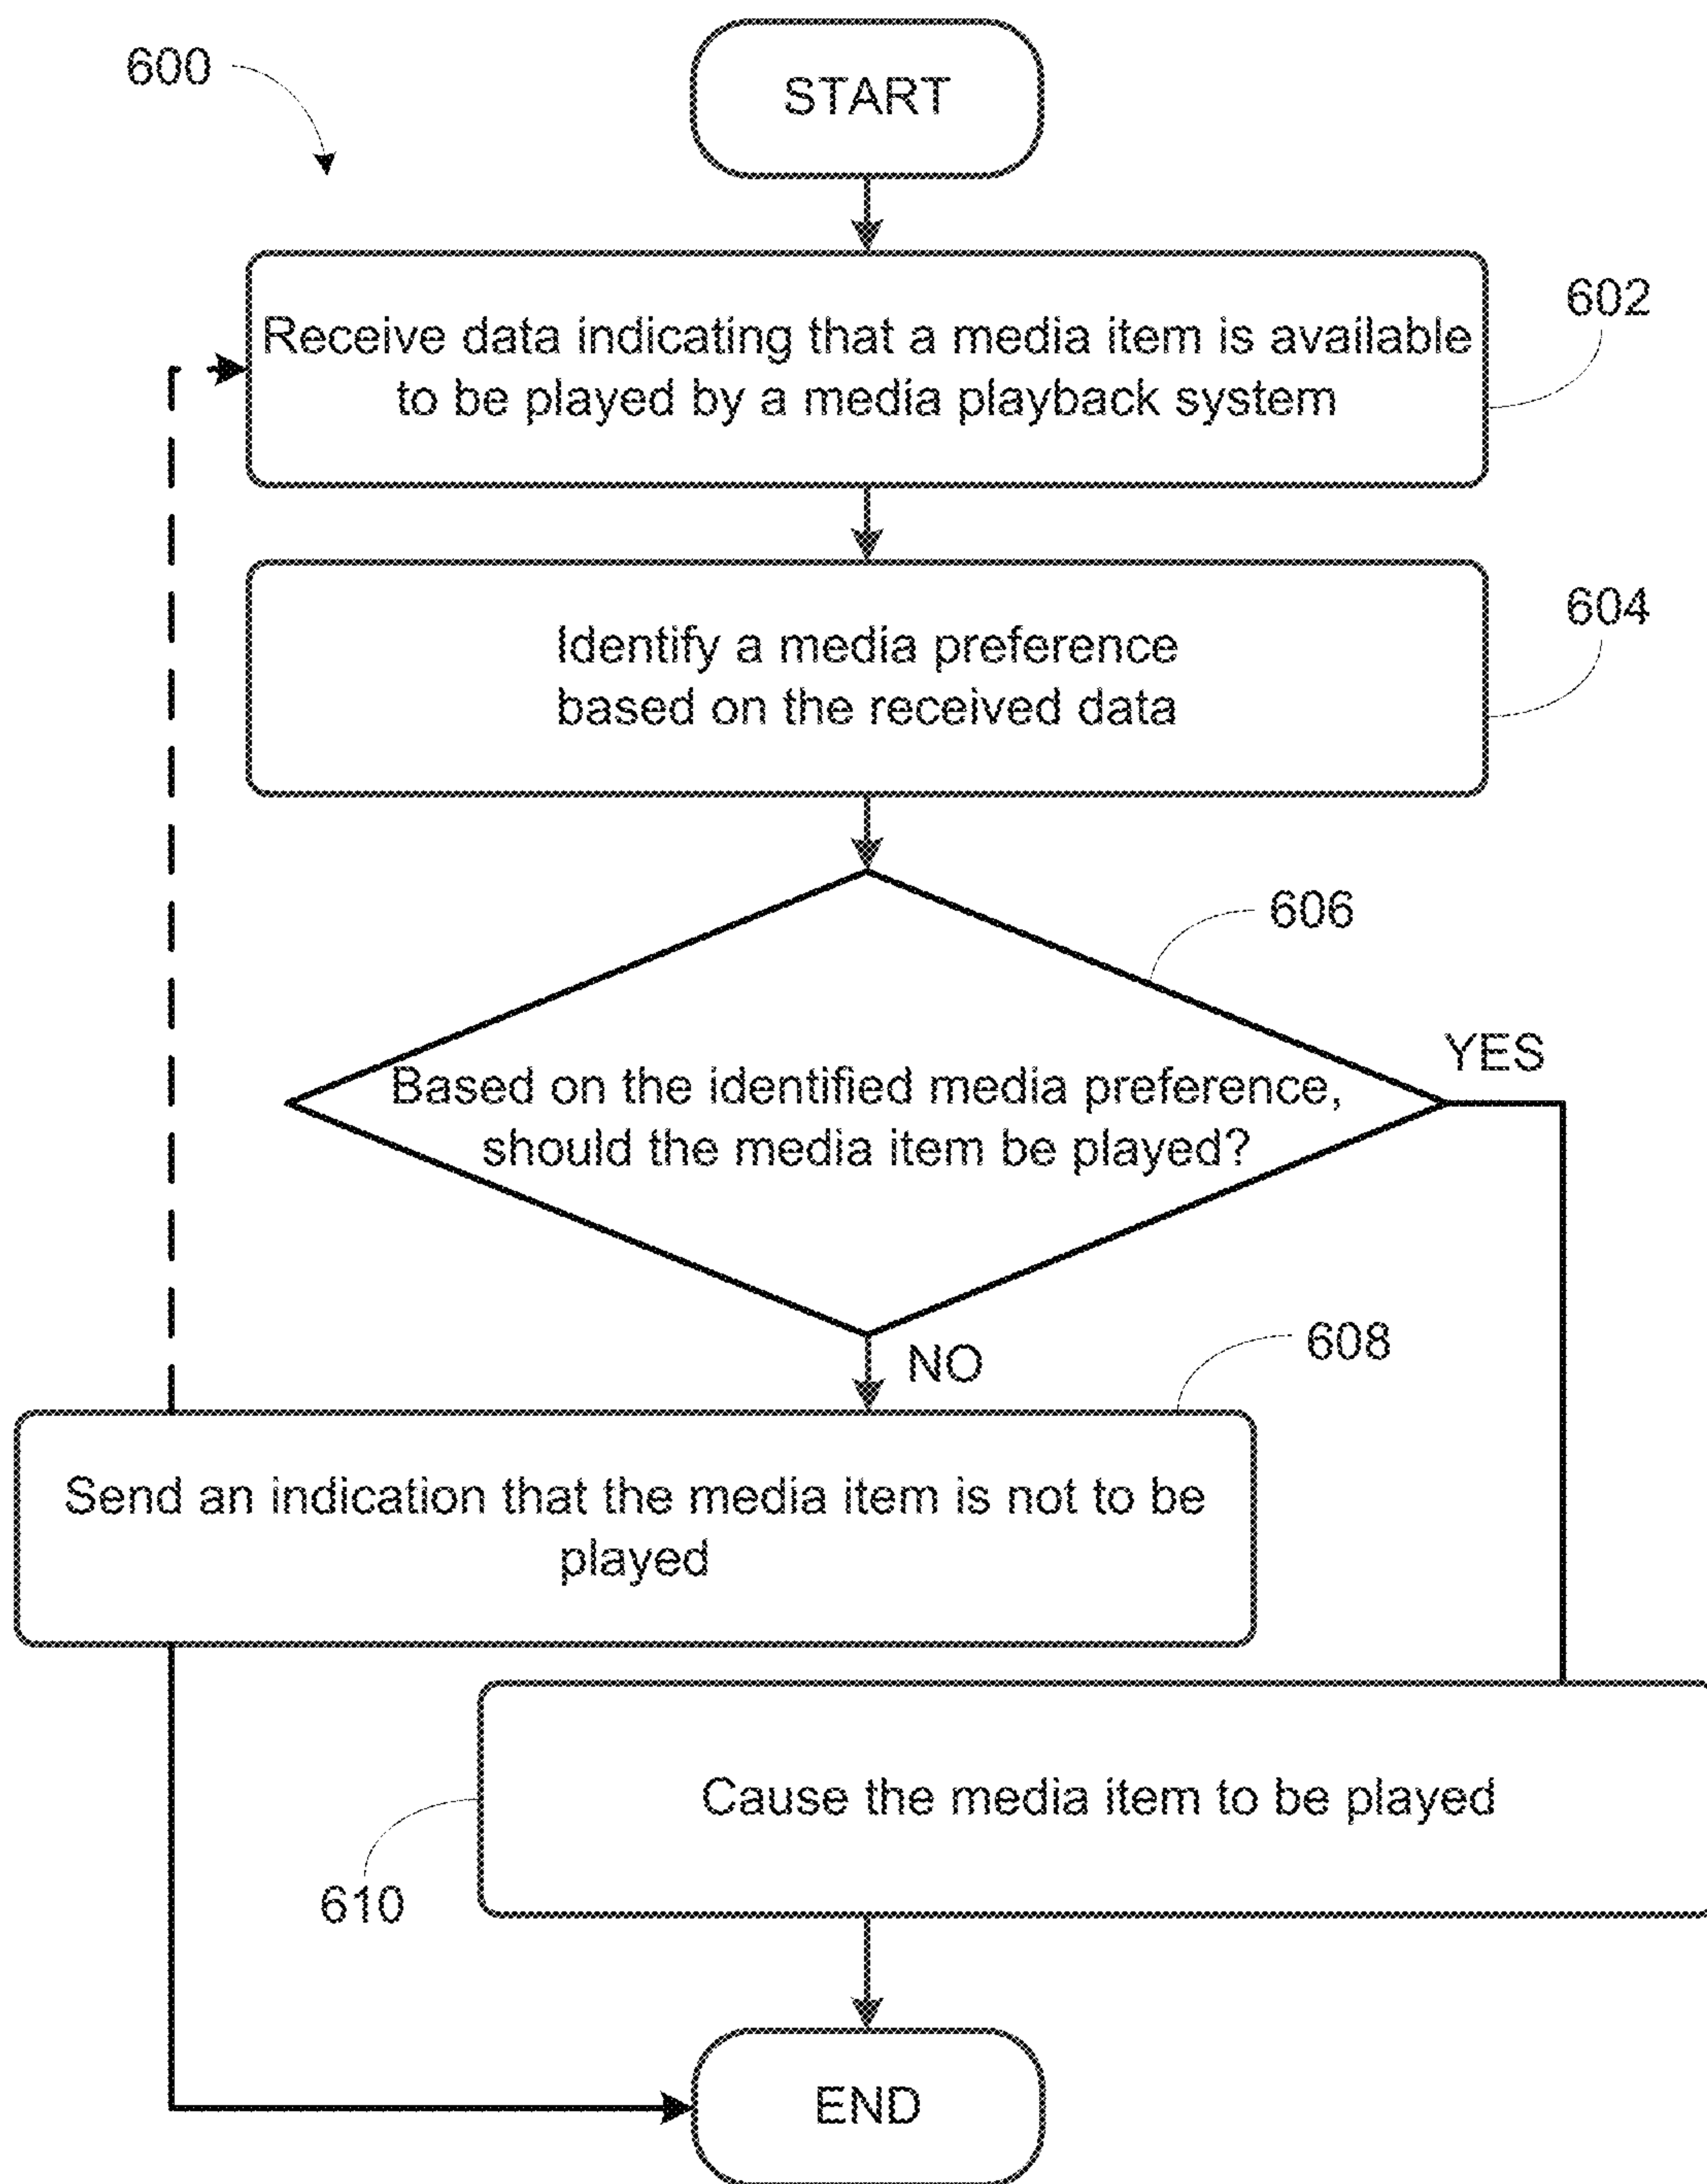 600
START
Receive data indicating that a media item is available
to be played by a media playback system
602
Identify a media preference
based on the received data
604
606
Based on the identified media preference,
should the media item be played?
YES
NO
608
Send an indication that the media item is not to be
played
Cause the media item to be played
610
END